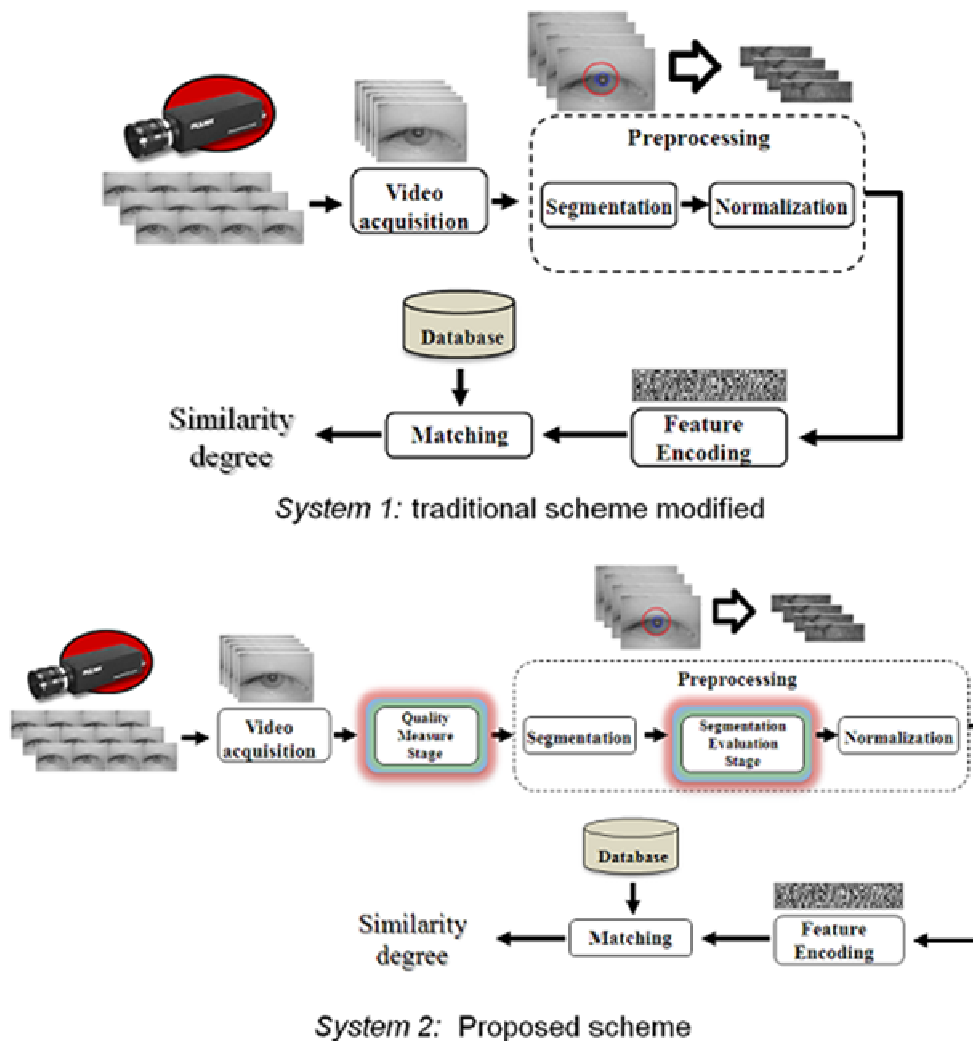 Preprocessing
Video
acquisition
Segmentation
Normalization
Database
Similarity
degree
Matching
Feature
Encoding
System 1: traditional scheme modified
Preprocessing
Video
acquisition
Quality
Measure
Stage
Segmentation
Segmentation
Evaluation
Stage
Normalization
Database
Similarity
degree
Matching
Feature
Encoding
System 2: Proposed scheme